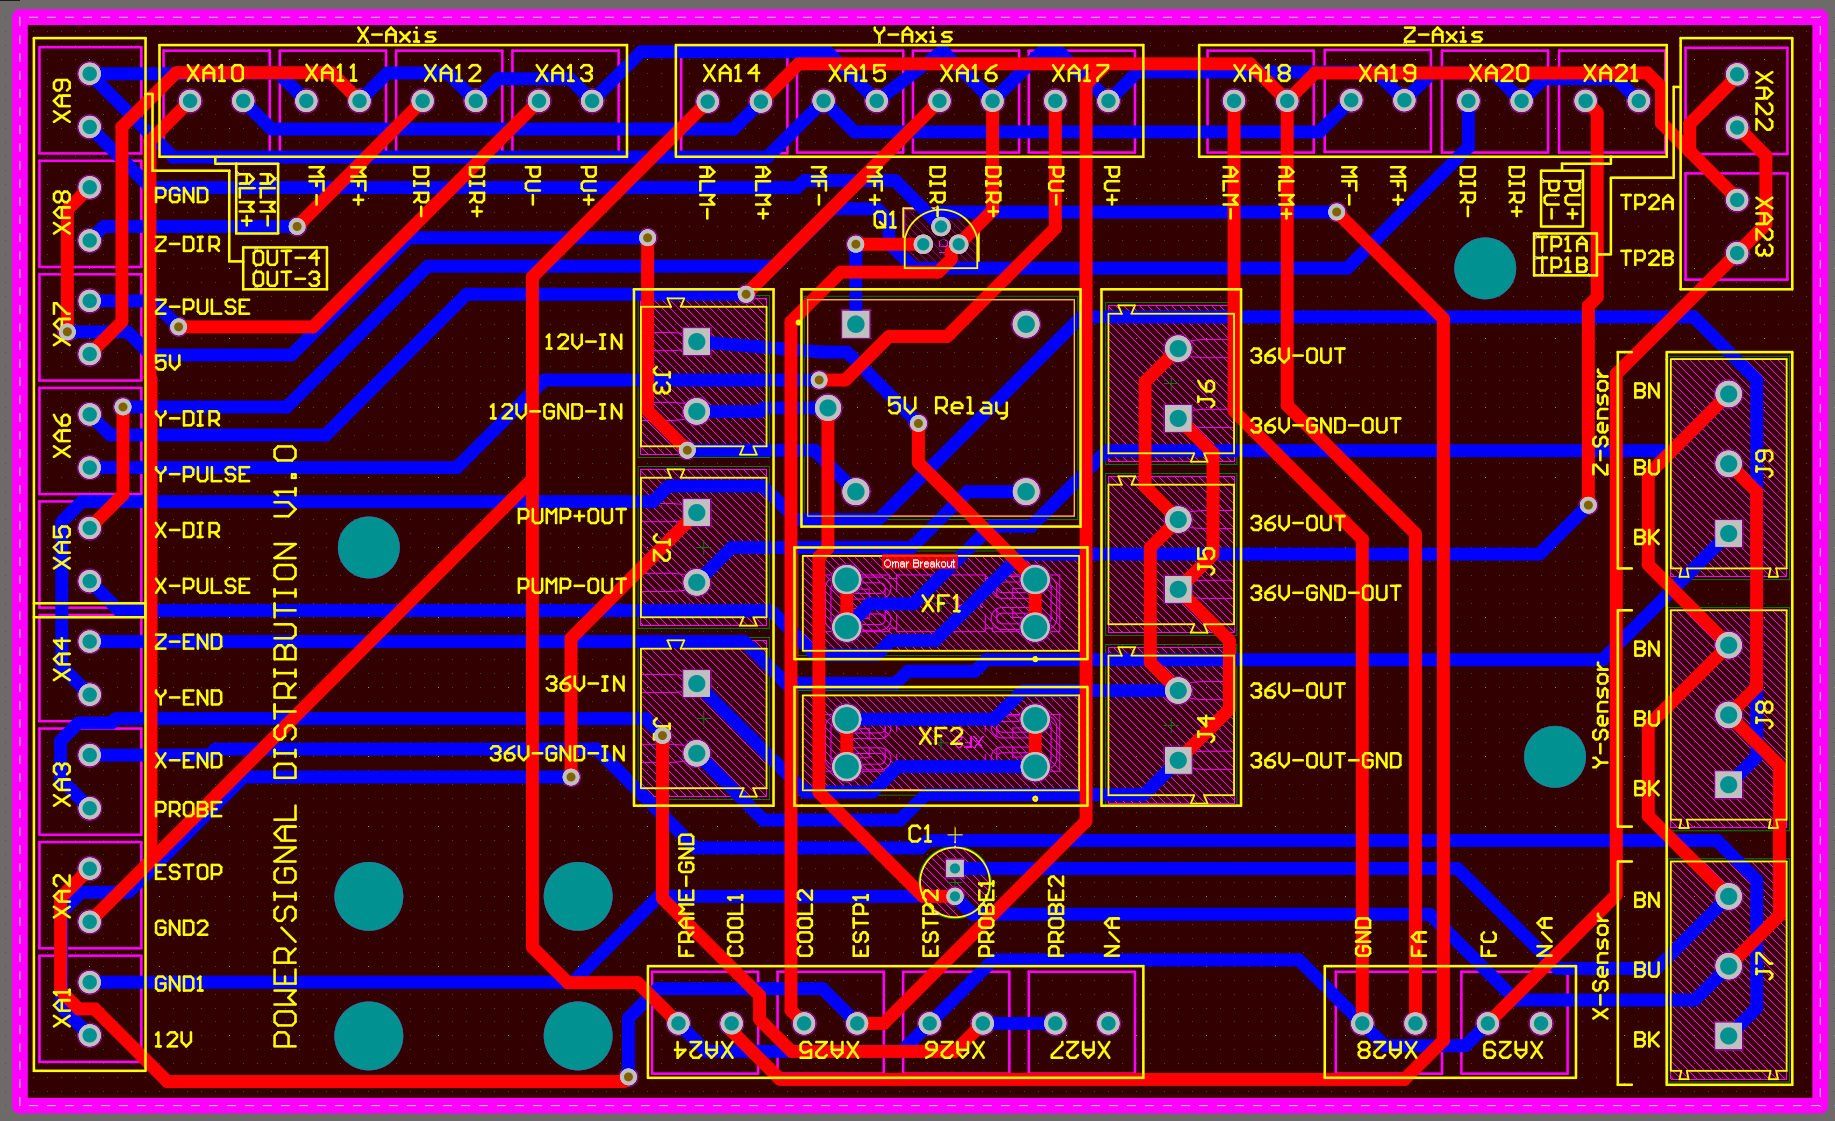 X-Axis
Y-Axis
Z-Axis
XA9
XA10
XA11
XA12
XA13
XA14
XA15
XA16
XA17
XA18
XA19
XA20
XA21
XA22
ALM-
ALM+
MF-
MF+
DIR-
DIR+
PU-
PU+
ALM-
ALM+
MF-
MF+
DIR-
DIR+
PU-
PU+
ALM-
ALM+
MF-
MF+
DIR-
DIR+
PU+
PU-
XA8
PGND
Z-DIR
OUT-4
OUT-3
Q1
TP1A
TP1B
TP2A
TP2B
XA23
XA7
Z-PULSE
5V
12V-IN
12V-GND-IN
J3
5V Relay
36V-OUT
36V-GND-OUT
J6
Z-Sensor
BN
BU
BK
J9
XA6
Y-DIR
Y-PULSE
XA5
X-DIR
X-PULSE
POWER/SIGNAL DISTRIBUTION V1.0
PUMP+OUT
PUMP-OUT
J2
Omar Breakout
XF1
36V-OUT
36V-GND-OUT
J5
XA4
Z-END
Y-END
36V-IN
36V-GND-IN
XF2
36V-OUT
36V-OUT-GND
J4
Y-Sensor
BN
BU
BK
J8
XA3
X-END
PROBE
C1
XA2
ESTOP
GND2
FRAME-GND
COOL1
COOL2
ESTP1
ESTP2
PROBE1
PROBE2
N/A
GND
FA
FC
N/A
X-Sensor
BN
BU
BK
J7
XA1
GND1
12V
XA24
XA25
XA26
XA27
XA28
XA29